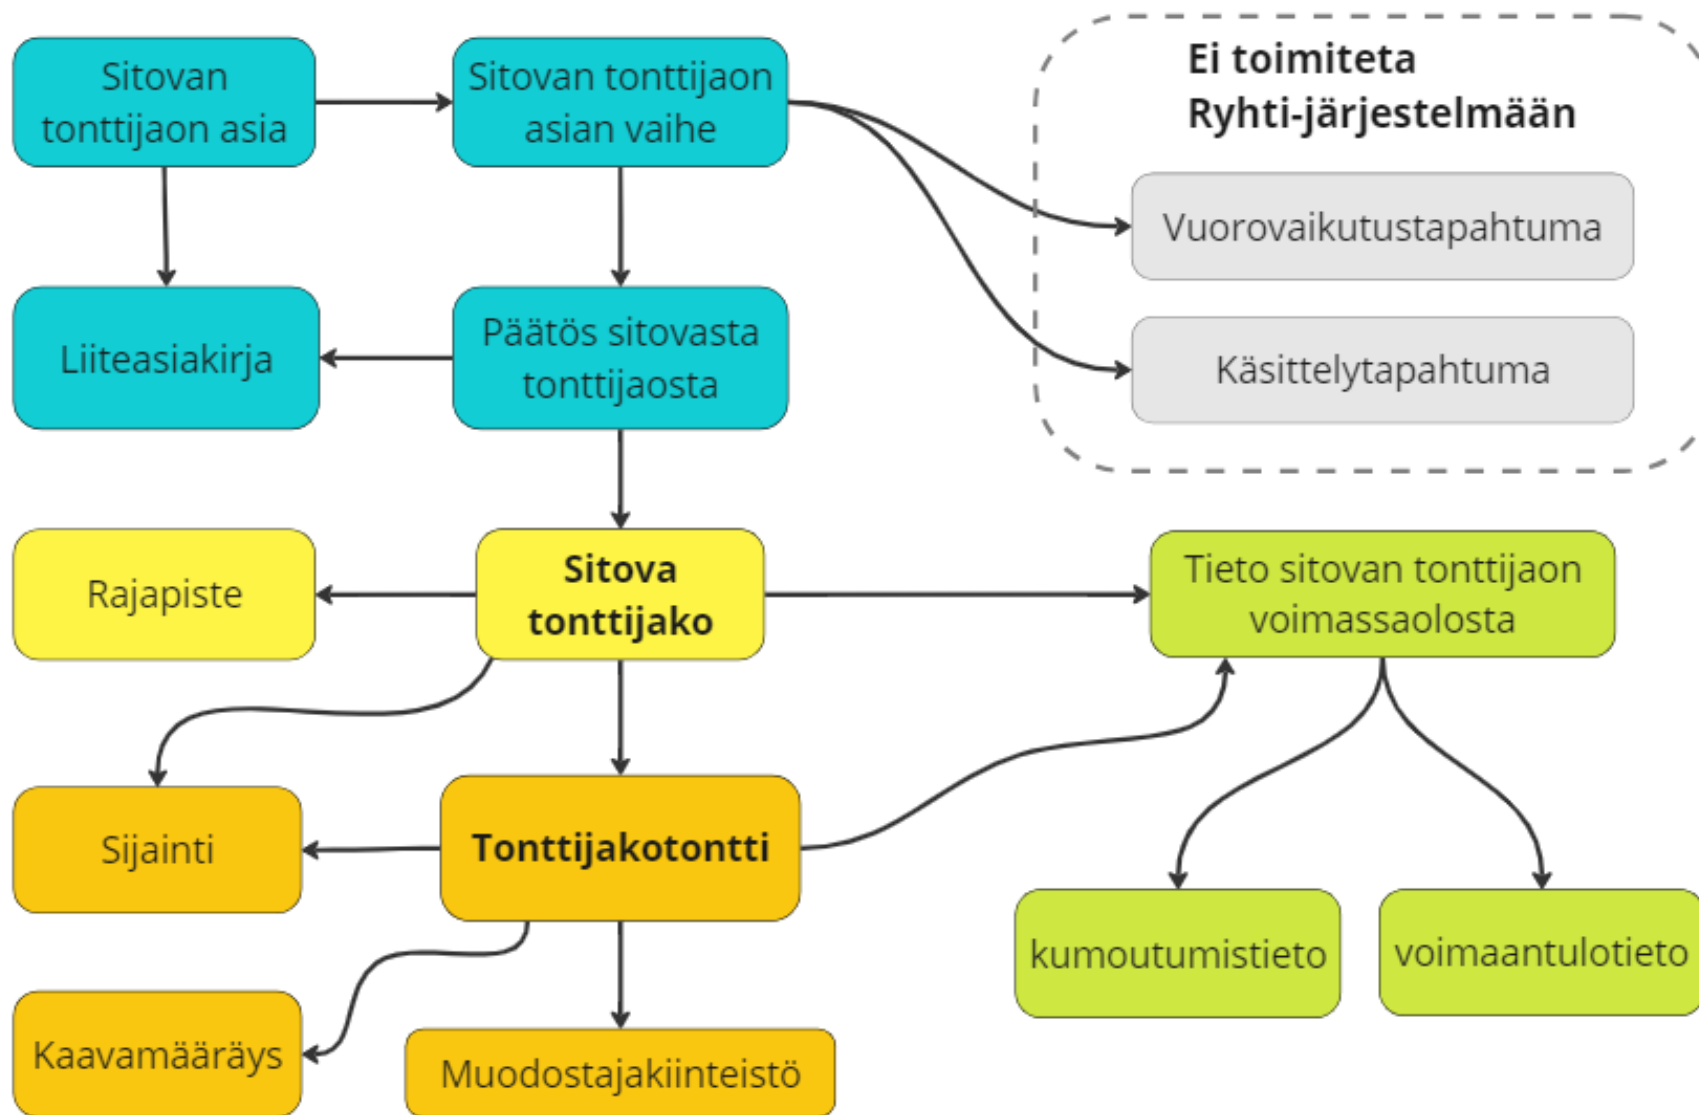 Sitovan
tonttijaon asia
Sitovan tonttijaon
asian vaihe
Ei toimiteta
Ryhti-järjestelmään
Vuorovaikutustapahtuma
Käsittelytapahtuma
Liiteasiakirja
Päätös sitovasta
tonttijaosta
Rajapiste
Sitova
tonttijako
Tieto sitovan tonttijaon
voimassaolosta
Sijainti
Tonttijakotontti
kumoutumistieto
voimaantulotieto
Kaavamääräys
Muodostajakiinteistö